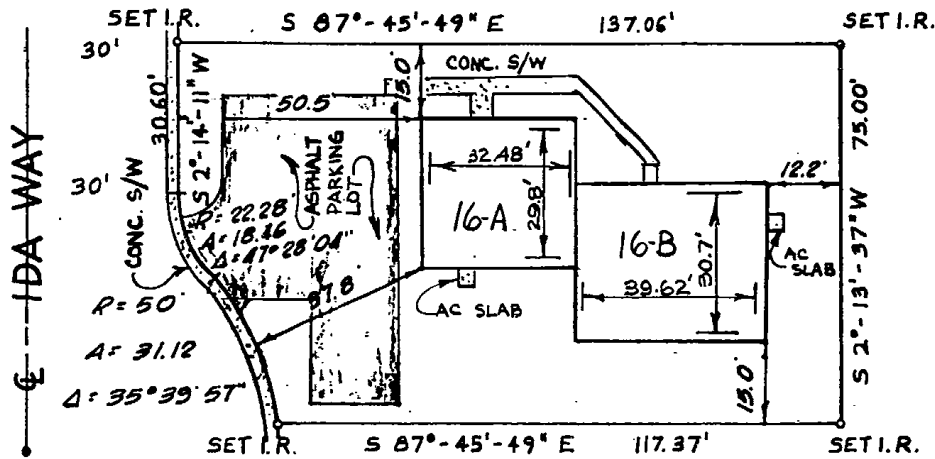 SET I.R.
S 87°-45'-49" E
137.06'
SET I.R.
30'
30.60'
S 2°-14'-11" W
CONC. S/W
15.0'
50.5
75.00'
IDA WAY
CONC. S/W
30'
ASPHALT
PARKING
LOT
32.48'
29.8'
16-A
12.2'
R= 22.28
A= 18.46
Δ=47°28'04"
16-B
30.7'
39.62'
AC
SLAB
S 2°-13'-37" W
R= 50'
37.8
AC SLAB
A= 31.12
Δ= 35°39'57"
15.0'
℄
SET I.R.
S 87°-45'-49" E
117.37'
SET I.R.